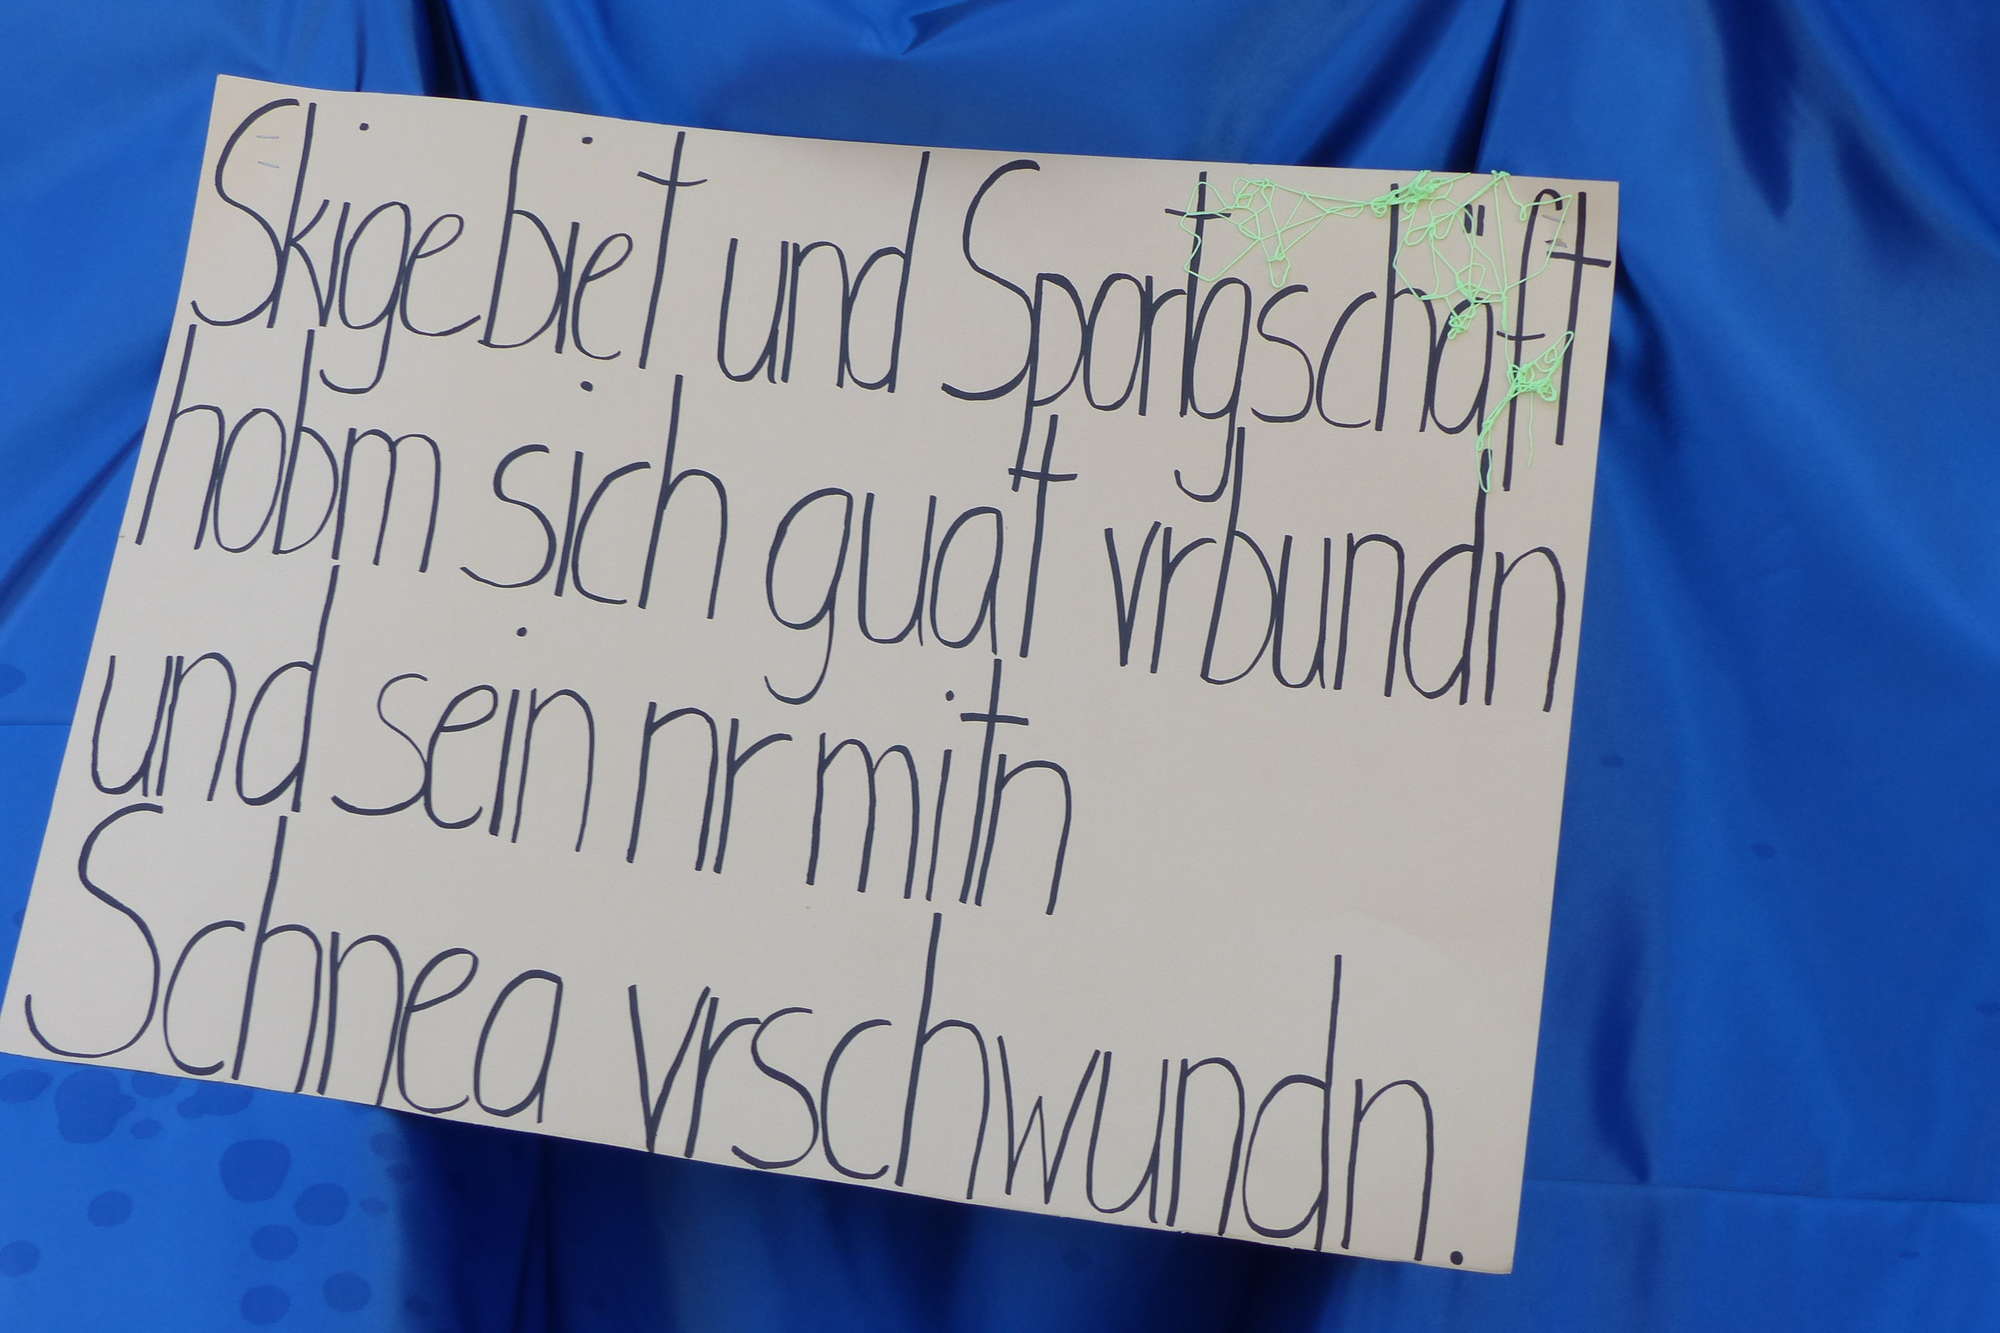 Skigebiet und Sportgschäft
hobm sich guat vrbundn
und sein nr mitn
Schnea vrschwundn.